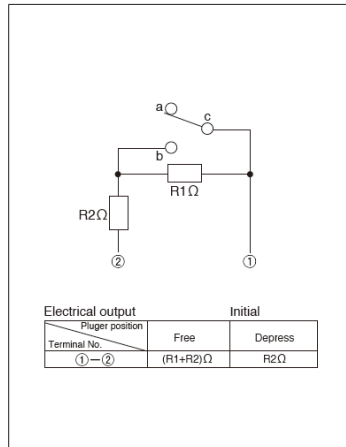 a
c
b
R1Ω
R2Ω
② ①
Electrical output Initial
Pluger position
Terminal No.
Free Depress
①—② (R1+R2)Ω R2Ω